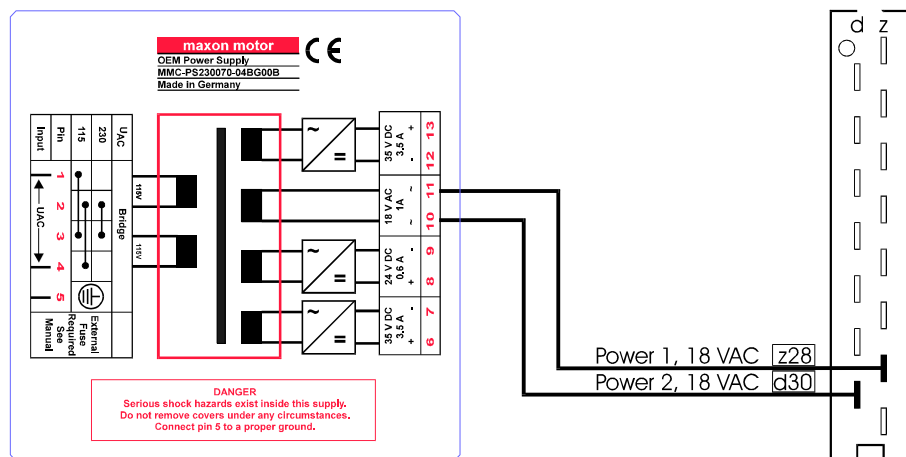 maxon motor
CE
OEM Power Supply
MMC-PS230070-04BG00B
Made in Germany
d z
UAC
230
115
Pin
Input
Bridge
115V
115V
1
2
3
4
5
UAC
External
Fuse
Required
See
Manual
35 V DC
3,5 A
+
-
13
12
18 V AC
1A
~
~
11
10
24 V DC
0,6 A
-
+
9
8
35 V DC
3,5 A
-
+
7
6
~
=
~
=
~
=
Power 1, 18 VAC z28
Power 2, 18 VAC d30
DANGER
Serious shock hazards exist inside this supply.
Do not remove covers under any circumstances.
Connect pin 5 to a proper ground.